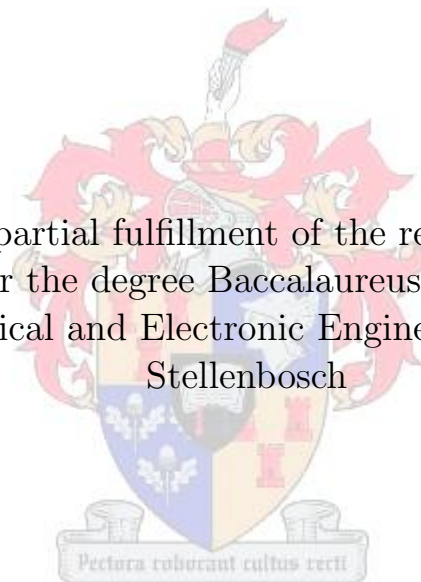 partial fulfillment of the re
r the degree Baccalaureus
ical and Electronic Engine
Stellenbosch
Pectora roborant cultus recti